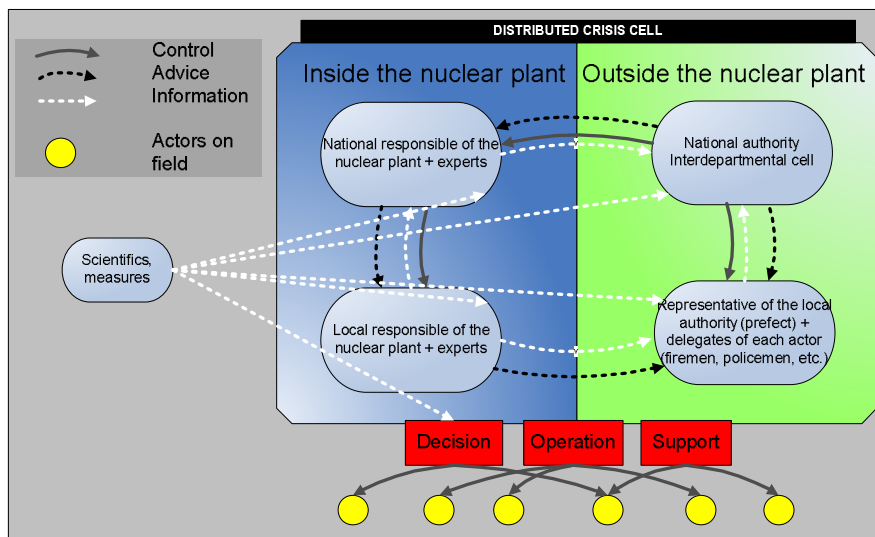 DISTRIBUTED CRISIS CELL
Control
Advice
Information
Actors on
field
Inside the nuclear plant
Outside the nuclear plant
National responsible of the
nuclear plant + experts
National authority
Interdepartmental cell
Scientifics,
measures
Local responsible of the
nuclear plant + experts
Representative of the local
authority (prefect) +
delegates of each actor
(firemen, policemen, etc.)
Decision
Operation
Support